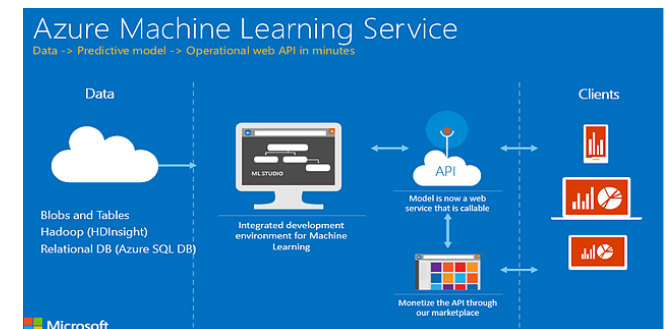 Azure Machine Learning Service
Data -> Predictive model -> Operational web API in minutes
Data
Clients
ML STUDIO
API
Blobs and Tables
Hadoop (HDInsight)
Relational DB (Azure SQL DB)
Integrated development
environment for Machine
Learning
Model is now a web
service that is callable
Monetize the API through
our marketplace
Microsoft